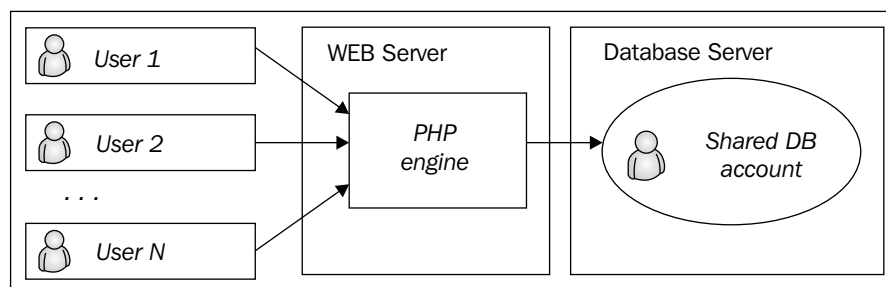 User 1
User 2
. . .
User N
WEB Server
PHP
engine
Database Server
Shared DB
account